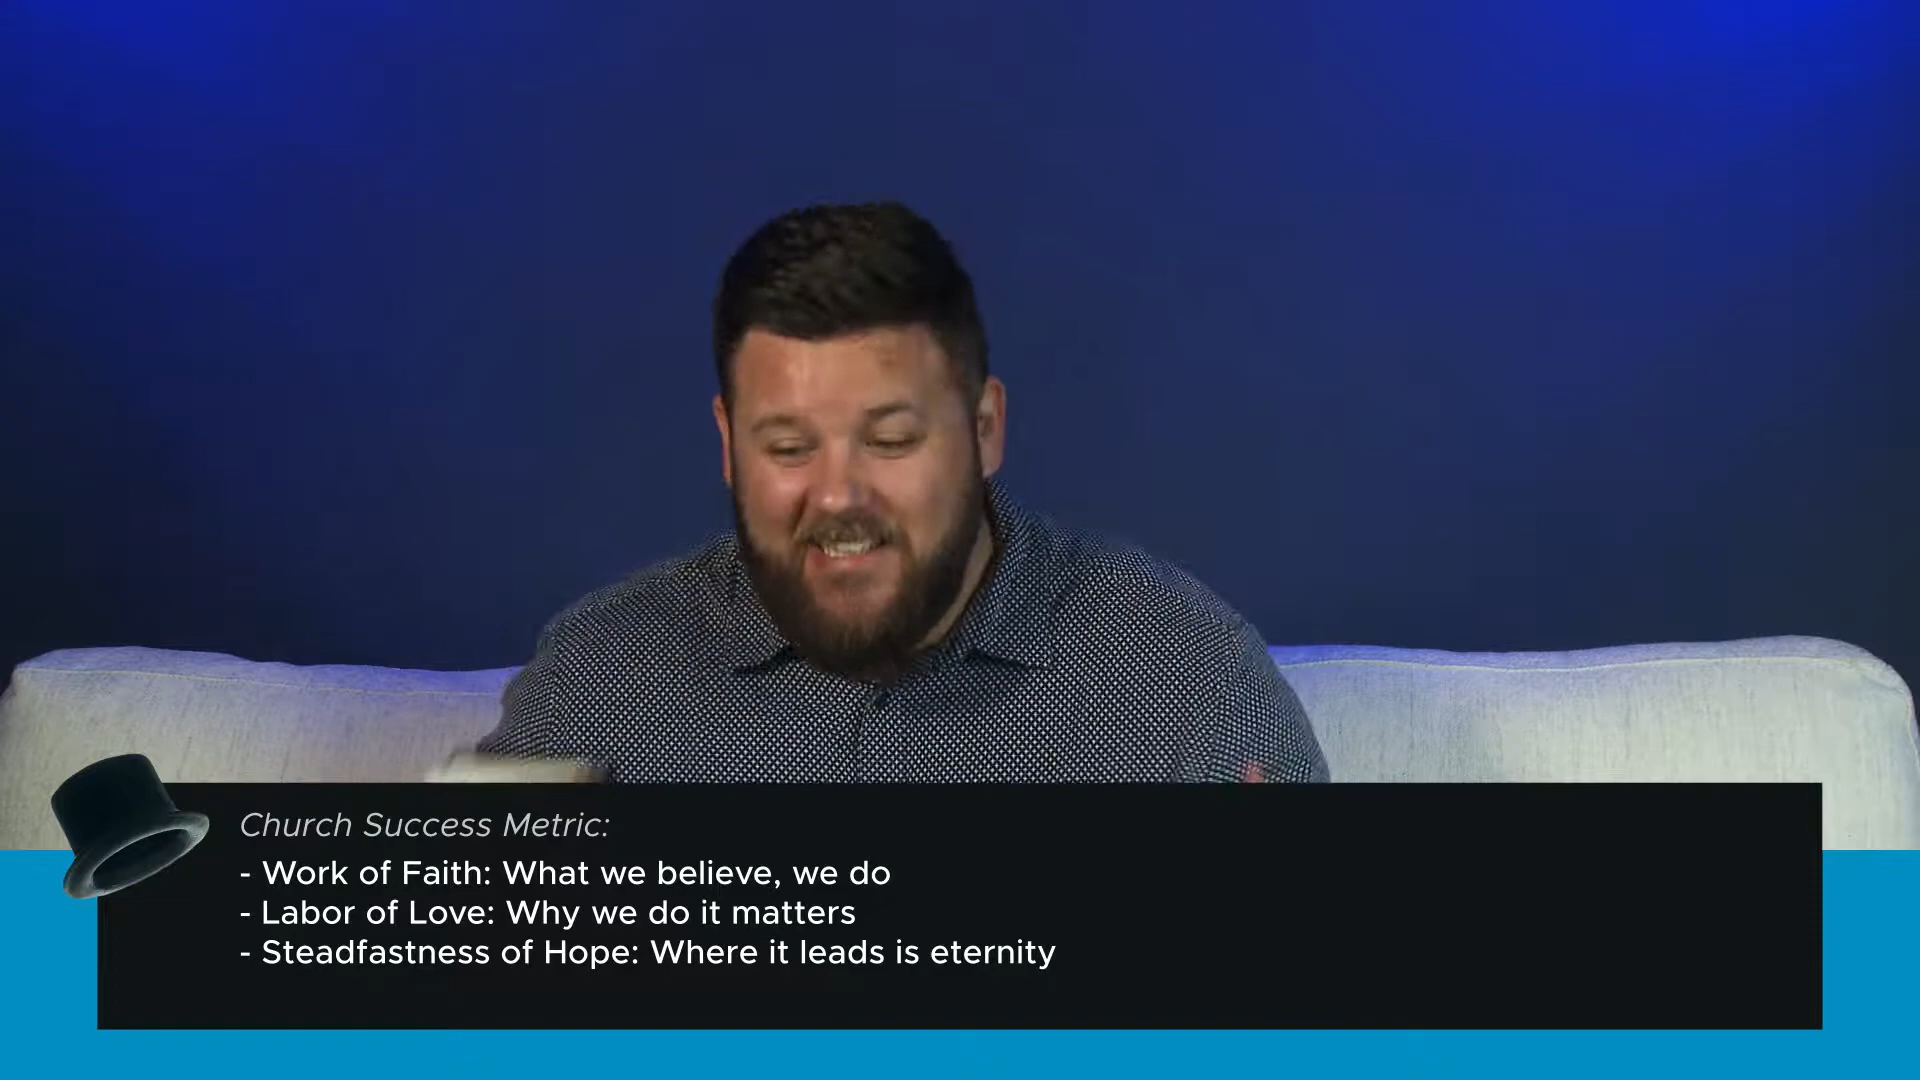 Church Success Metric:
- Work of Faith: What we believe, we do
- Labor of Love: Why we do it matters
- Steadfastness of Hope: Where it leads is eternity